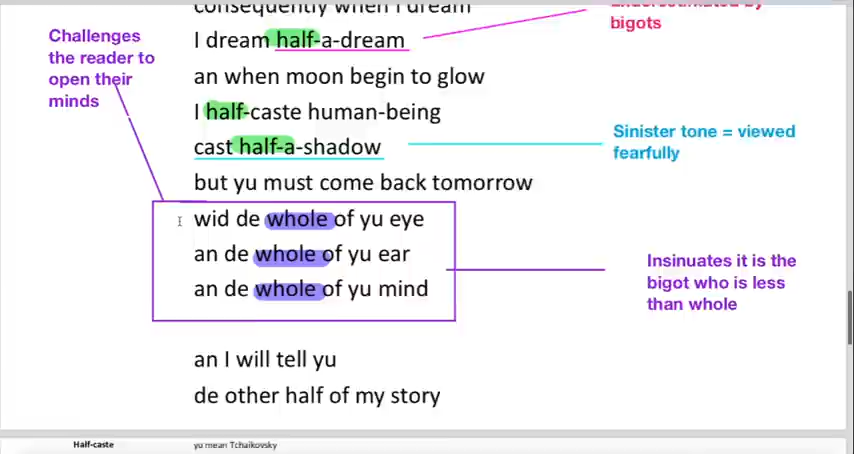 consequently when I dream
I dream half-a-dream
an when moon begin to glow
I half-caste human-being
cast half-a-shadow
but yu must come back tomorrow
wid de whole of yu eye
an de whole of yu ear
an de whole of yu mind
an I will tell yu
de other half of my story
Challenges
the reader to
open their
minds
by
bigots
Sinister tone = viewed
fearfully
Insinuates it is the
bigot who is less
than whole
Half-caste
yu mean Tchaikovsky